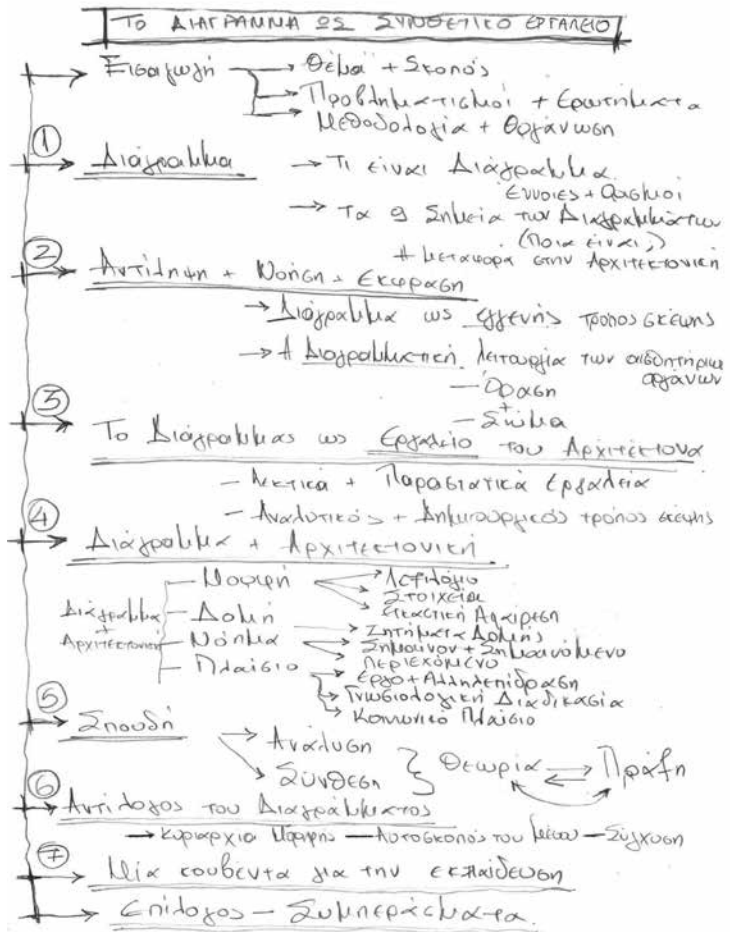 ΤΟ ΔΙΑΓΡΑΜΜΑ ΩΣ ΣΥΝΘΕΤΙΚΟ ΕΡΓΑΛΕΙΟ
Εισαγωγή → Θέμα + Σκοπός
→ Προβληματισμοί + Ερωτήματα
→ Μεθοδολογία + Οργάνωση
① Διάγραμμα → Τι είναι Διάγραμμα
Έννοιες + Ορισμοί
→ Τα 9 Σημεία των Διαγραμμάτων
(Ποια είναι;)
② Αντίληψη + Νόηση + Έκφραση
Η μεταφορά στην Αρχιτεκτονική
→ Διάγραμμα ως εγγενής τρόπος σκέψης
→ Η Διαγραμματική λειτουργία των αισθητήριων
οργάνων
– Όραση
+
– Σώμα
③ Το Διάγραμμας ως Εργαλείο του Αρχιτέκτονα
– Λεκτικά + Παραστατικά εργαλεία
– Αναλυτικός + Δημιουργικός τρόπος σκέψης
④ Διάγραμμα + Αρχιτεκτονική
Διάγραμμα + Αρχιτεκτονική
– Μορφή → Λεξιλόγιο
→ Στοιχεία
→ Εικαστική Αφαίρεση
– Δομή → Ζητήματα Δομής
– Νόημα → Σημαίνον + Σημαινόμενο
→ Περιεχόμενο
– Πλαίσιο → Έργο + Αλληλεπίδραση
→ Γνωσιολογική Διαδικασία
→ Κοινωνικό Πλαίσιο
⑤ Σπουδή → Ανάλυση
→ Σύνθεση } Θεωρία ⇄ Πράξη
⑥ Αντίλογος του Διαγράμματος
→ Κυριαρχία Μορφής — Αυτοσκοπός του Μέσου — Σύγχυση
⑦ Μία κουβέντα για την εκπαίδευση
Επίλογος – Συμπεράσματα.